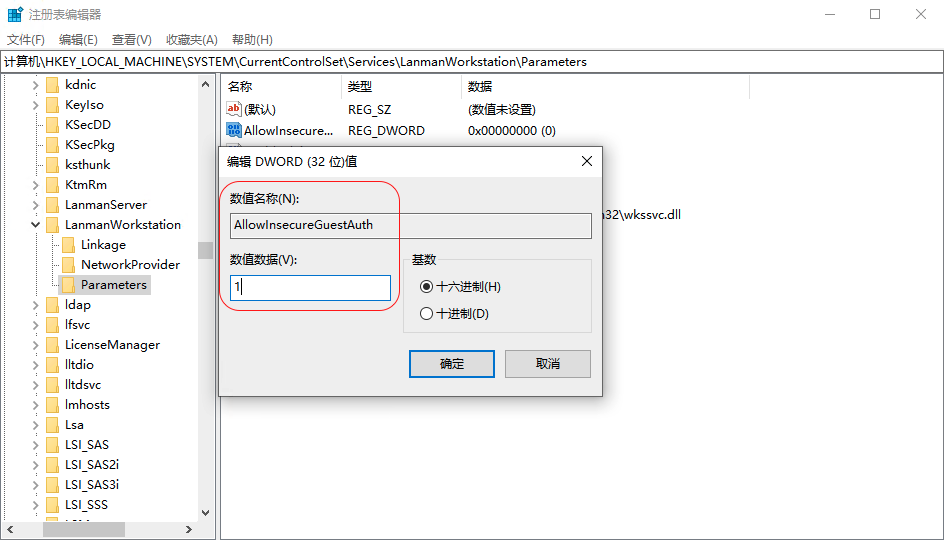 注册表编辑器
文件(F) 编辑(E) 查看(V) 收藏夹(A) 帮助(H)
计算机\HKEY_LOCAL_MACHINE\SYSTEM\CurrentControlSet\Services\LanmanWorkstation\Parameters
kdnic
KeyIso
KSecDD
KSecPkg
ksthunk
KtmRm
LanmanServer
LanmanWorkstation
Linkage
NetworkProvider
Parameters
ldap
lfsvc
LicenseManager
lltdio
lltdsvc
lmhosts
Lsa
LSI_SAS
LSI_SAS2i
LSI_SAS3i
LSI_SSS
名称 类型 数据
ab (默认) REG_SZ (数值未设置)
AllowInsecure... REG_DWORD 0x00000000 (0)
32\wkssvc.dll
编辑 DWORD (32 位)值
数值名称(N):
AllowInsecureGuestAuth
数值数据(V):
1
基数
十六进制(H)
十进制(D)
确定 取消